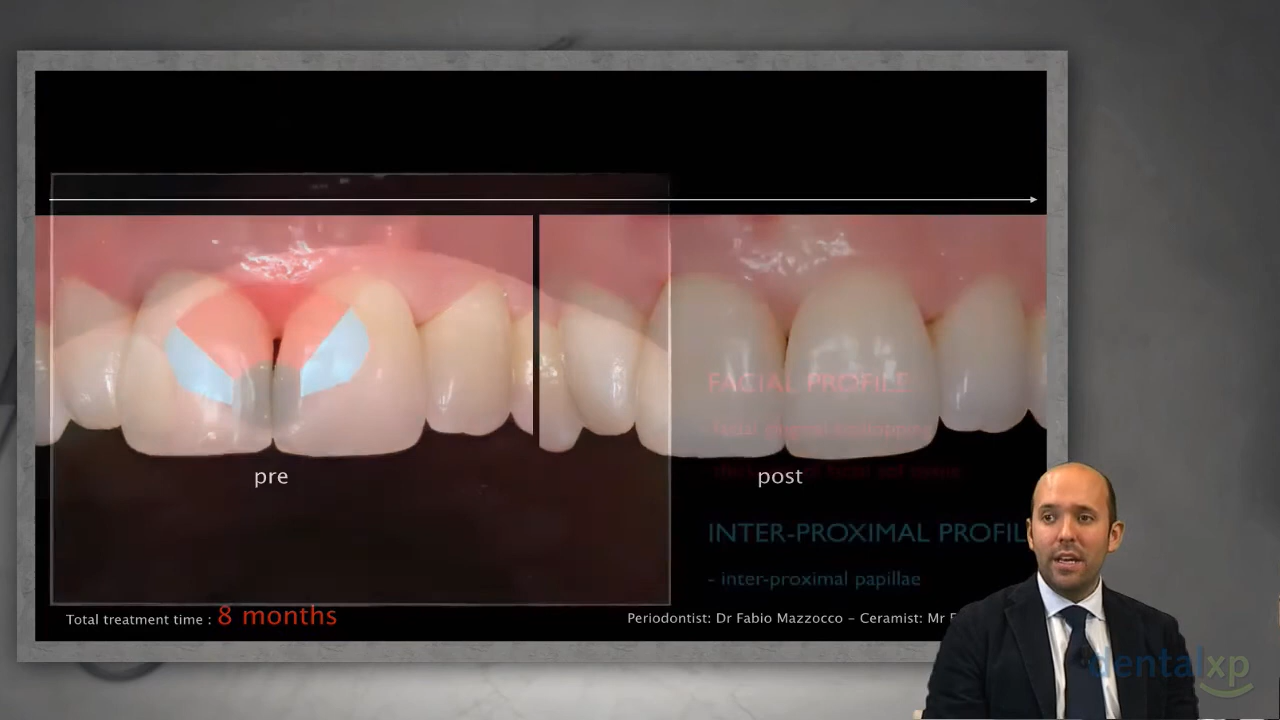 FACIAL PROFILE
pre
post
INTER-PROXIMAL PROFIL
- inter-proximal papillae
Total treatment time : 8 months
Periodontist: Dr Fabio Mazzocco – Ceramist: Mr
dentalxp